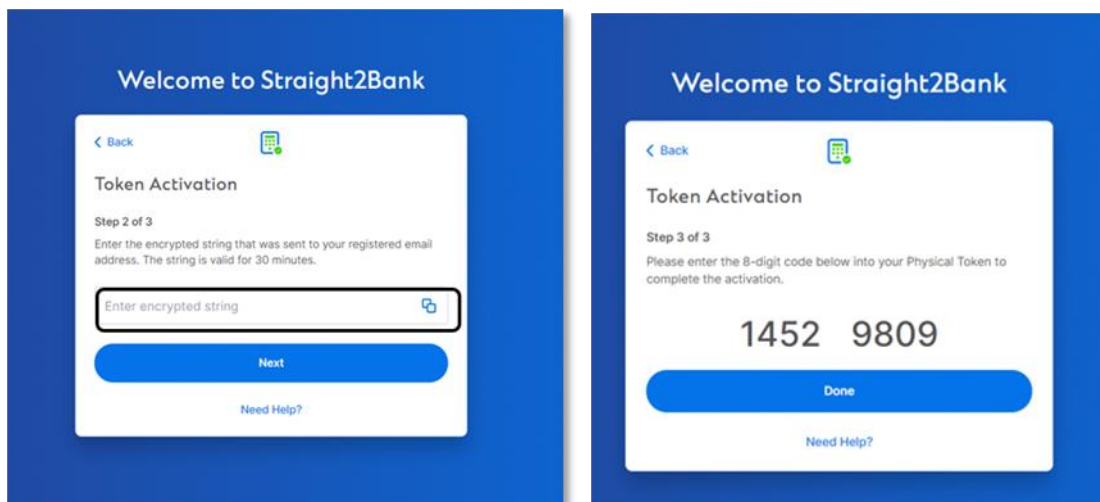 Welcome to Straight2Bank
Back
Token Activation
Step 2 of 3
Enter the encrypted string that was sent to your registered email
address. The string is valid for 30 minutes.
Enter encrypted string
Next
Need Help?
Welcome to Straight2Bank
Back
Token Activation
Step 3 of 3
Please enter the 8-digit code below into your Physical Token to
complete the activation.
1452 9809
Done
Need Help?